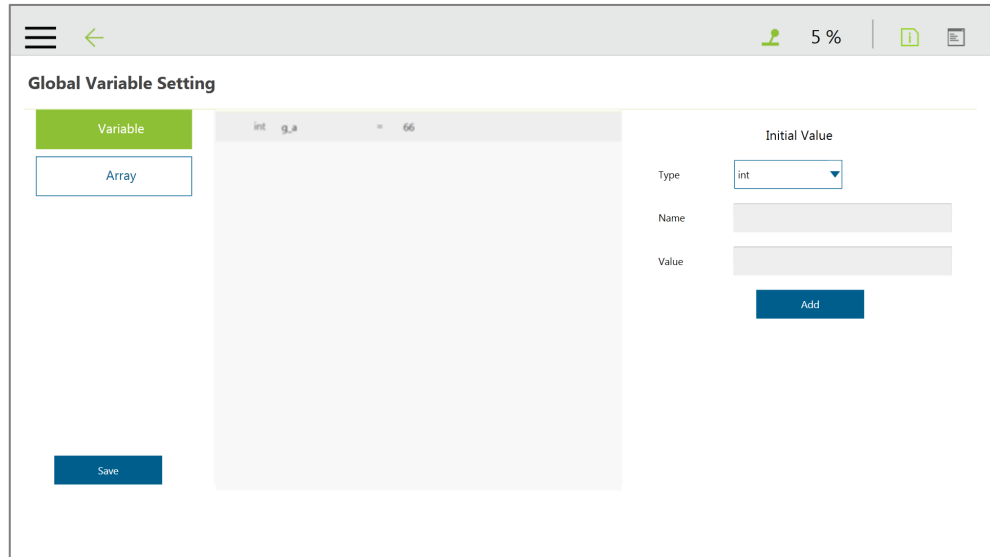 5 %
Global Variable Setting
Variable
int g_a = 66
Initial Value
Array
Type int
Name
Value
Add
Save